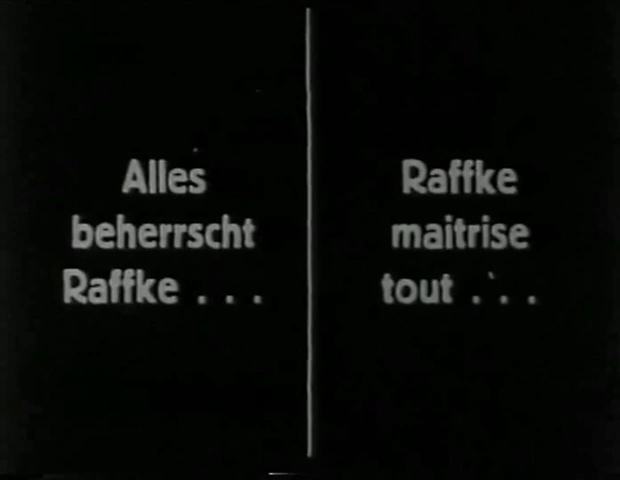 Alles
beherrscht
Raffke . . .
Raffke
maitrise
tout . . .